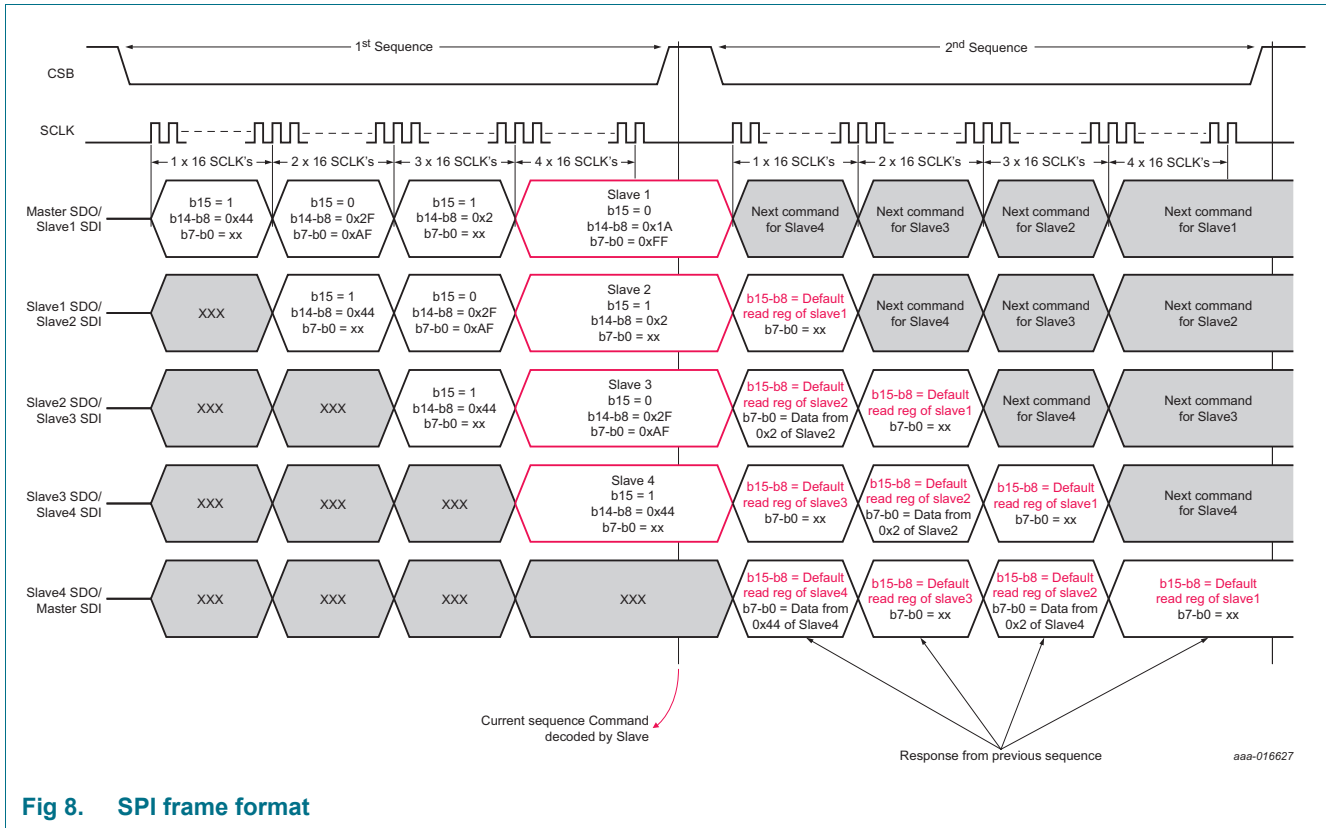 1st Sequence
2nd Sequence
CSB
SCLK
1 x 16 SCLK's
2 x 16 SCLK's
3 x 16 SCLK's
4 x 16 SCLK's
1 x 16 SCLK's
2 x 16 SCLK's
3 x 16 SCLK's
4 x 16 SCLK's
Master SDO/
Slave1 SDI
b15 = 1
b14-b8 = 0x44
b7-b0 = xx
b15 = 0
b14-b8 = 0x2F
b7-b0 = 0xAF
b15 = 1
b14-b8 = 0x2
b7-b0 = xx
Slave 1
b15 = 0
b14-b8 = 0x1A
b7-b0 = 0xFF
Next command
for Slave4
Next command
for Slave3
Next command
for Slave2
Next command
for Slave1
Slave1 SDO/
Slave2 SDI
XXX
b15 = 1
b14-b8 = 0x44
b7-b0 = xx
b15 = 0
b14-b8 = 0x2F
b7-b0 = 0xAF
Slave 2
b15 = 1
b14-b8 = 0x2
b7-b0 = xx
b15-b8 = Default
read reg of slave1
b7-b0 = xx
Next command
for Slave4
Next command
for Slave3
Next command
for Slave2
Slave2 SDO/
Slave3 SDI
XXX
XXX
b15 = 1
b14-b8 = 0x44
b7-b0 = xx
Slave 3
b15 = 0
b14-b8 = 0x2F
b7-b0 = 0xAF
b15-b8 = Default
read reg of slave2
b7-b0 = Data from
0x2 of Slave2
b15-b8 = Default
read reg of slave1
b7-b0 = xx
Next command
for Slave4
Next command
for Slave3
Slave3 SDO/
Slave4 SDI
XXX
XXX
XXX
Slave 4
b15 = 1
b14-b8 = 0x44
b7-b0 = xx
b15-b8 = Default
read reg of slave3
b7-b0 = xx
b15-b8 = Default
read reg of slave2
b7-b0 = Data from
0x2 of Slave2
b15-b8 = Default
read reg of slave1
b7-b0 = xx
Next command
for Slave4
Slave4 SDO/
Master SDI
XXX
XXX
XXX
XXX
b15-b8 = Default
read reg of slave4
b7-b0 = Data from
0x44 of Slave4
b15-b8 = Default
read reg of slave3
b7-b0 = xx
b15-b8 = Default
read reg of slave2
b7-b0 = Data from
0x2 of Slave4
b15-b8 = Default
read reg of slave1
b7-b0 = xx
Current sequence Command
decoded by Slave
Response from previous sequence
aaa-016627
Fig 8. SPI frame format